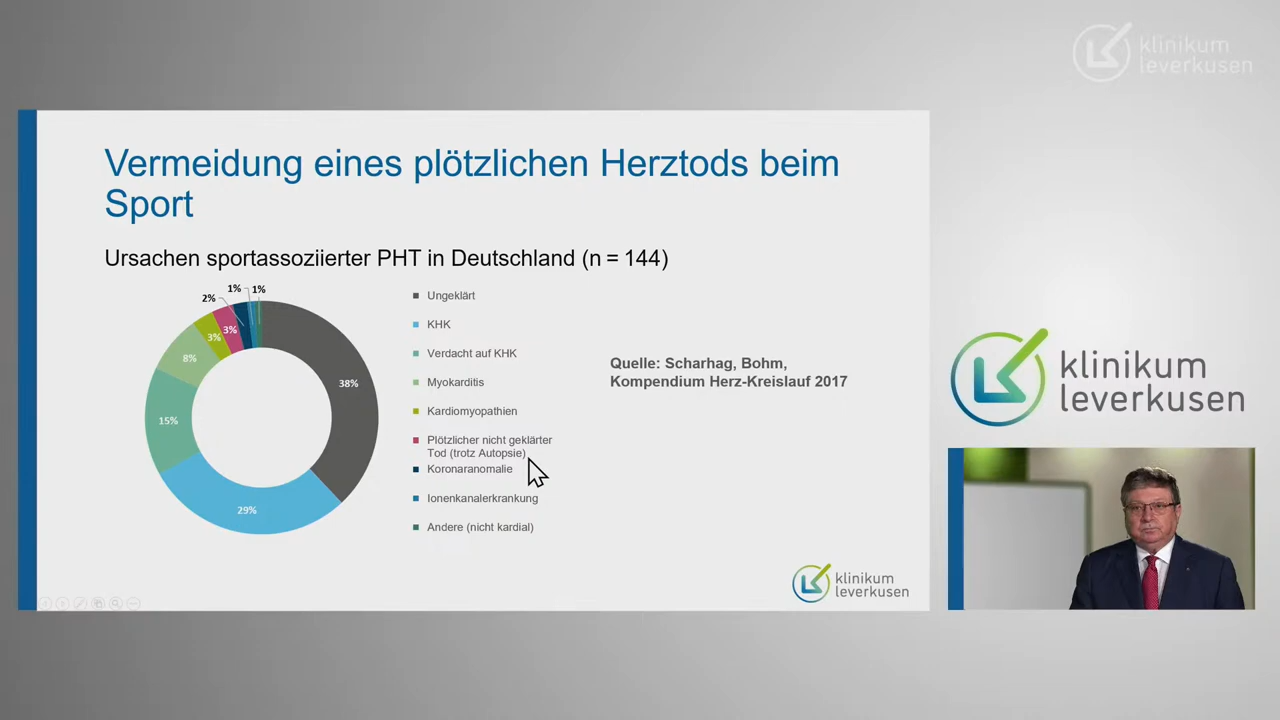 klinikum
leverkusen
Vermeidung eines plötzlichen Herztods beim
Sport
Ursachen sportassoziierter PHT in Deutschland (n = 144)
1%
1%
2%
3%
3%
8%
38%
15%
29%
Ungeklärt
KHK
Verdacht auf KHK
Myokarditis
Kardiomyopathien
Plötzlicher nicht geklärter
Tod (trotz Autopsie)
Koronaranomalie
Ionenkanalerkrankung
Andere (nicht kardial)
Quelle: Scharhag, Bohm,
Kompendium Herz-Kreislauf 2017
klinikum
leverkusen
klinikum
leverkusen